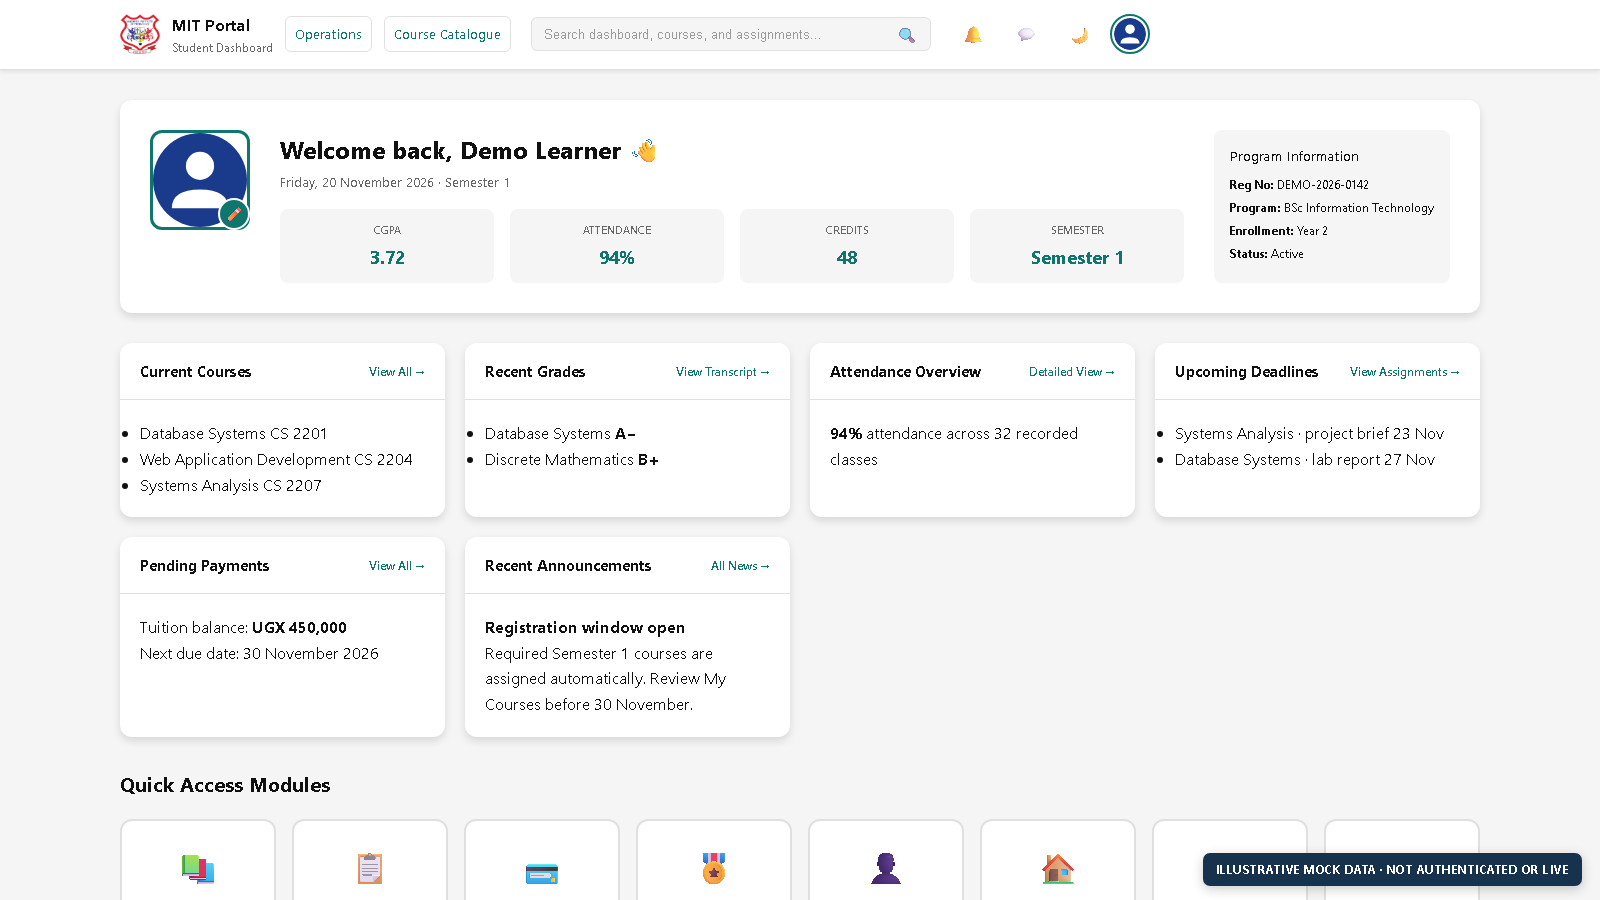 MIT Portal
Student Dashboard
Operations
Course Catalogue
Search dashboard, courses, and assignments...
Welcome back, Demo Learner
Friday, 20 November 2026 · Semester 1
CGPA
3.72
ATTENDANCE
94%
CREDITS
48
SEMESTER
Semester 1
Program Information
Reg No: DEMO-2026-0142
Program: BSc Information Technology
Enrollment: Year 2
Status: Active
Current Courses
View All →
Database Systems CS 2201
Web Application Development CS 2204
Systems Analysis CS 2207
Recent Grades
View Transcript →
Database Systems A−
Discrete Mathematics B+
Attendance Overview
Detailed View →
94% attendance across 32 recorded
classes
Upcoming Deadlines
View Assignments →
Systems Analysis · project brief 23 Nov
Database Systems · lab report 27 Nov
Pending Payments
View All →
Tuition balance: UGX 450,000
Next due date: 30 November 2026
Recent Announcements
All News →
Registration window open
Required Semester 1 courses are
assigned automatically. Review My
Courses before 30 November.
Quick Access Modules
ILLUSTRATIVE MOCK DATA · NOT AUTHENTICATED OR LIVE